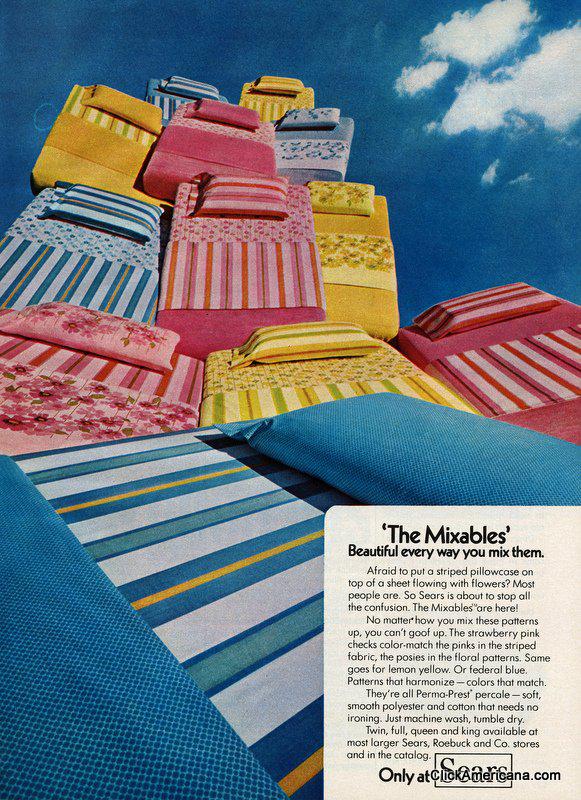 'The Mixables'
Beautiful every way you mix them.
Afraid to put a striped pillowcase on
top of a sheet flowing with flowers? Most
people are. So Sears is about to stop all
the confusion. The Mixables™are here!
No matter how you mix these patterns
up, you can't goof up. The strawberry pink
checks color-match the pinks in the striped
fabric, the posies in the floral patterns. Same
goes for lemon yellow. Or federal blue.
Patterns that harmonize — colors that match.
They're all Perma-Prest® percale — soft,
smooth polyester and cotton that needs no
ironing. Just machine wash, tumble dry.
Twin, full, queen and king available at
most larger Sears, Roebuck and Co. stores
and in the catalog.
Only at Sears
ClickAmericana.com